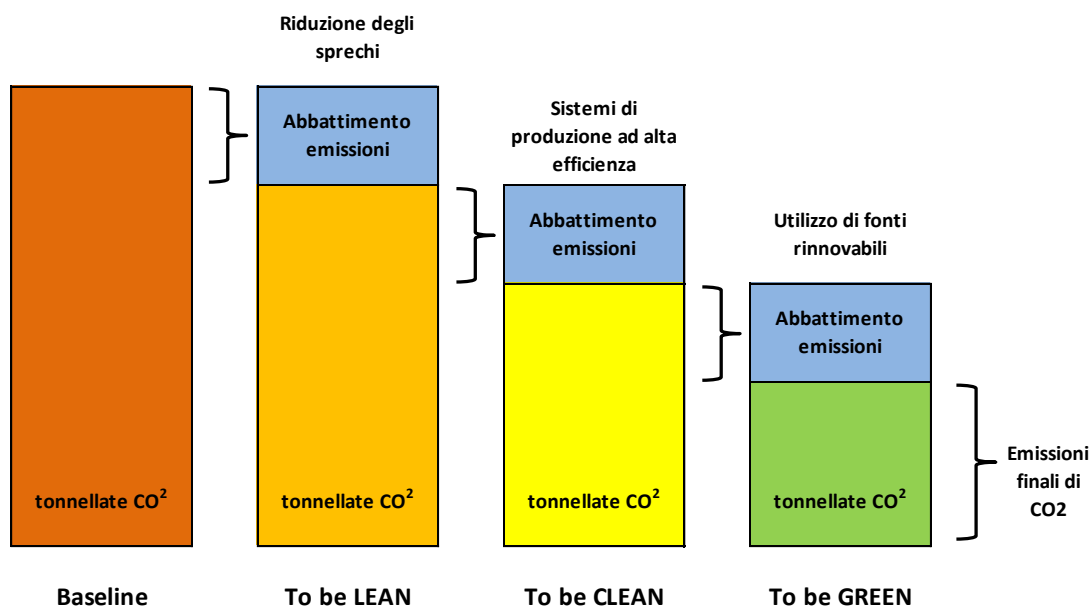 Riduzione degli
sprechi
Abbattimento
emissioni
Sistemi di
produzione ad alta
efficienza
Abbattimento
emissioni
Utilizzo di fonti
rinnovabili
Abbattimento
emissioni
tonnellate CO²
tonnellate CO²
tonnellate CO²
tonnellate CO²
Emissioni
finali di
CO2
Baseline
To be LEAN
To be CLEAN
To be GREEN